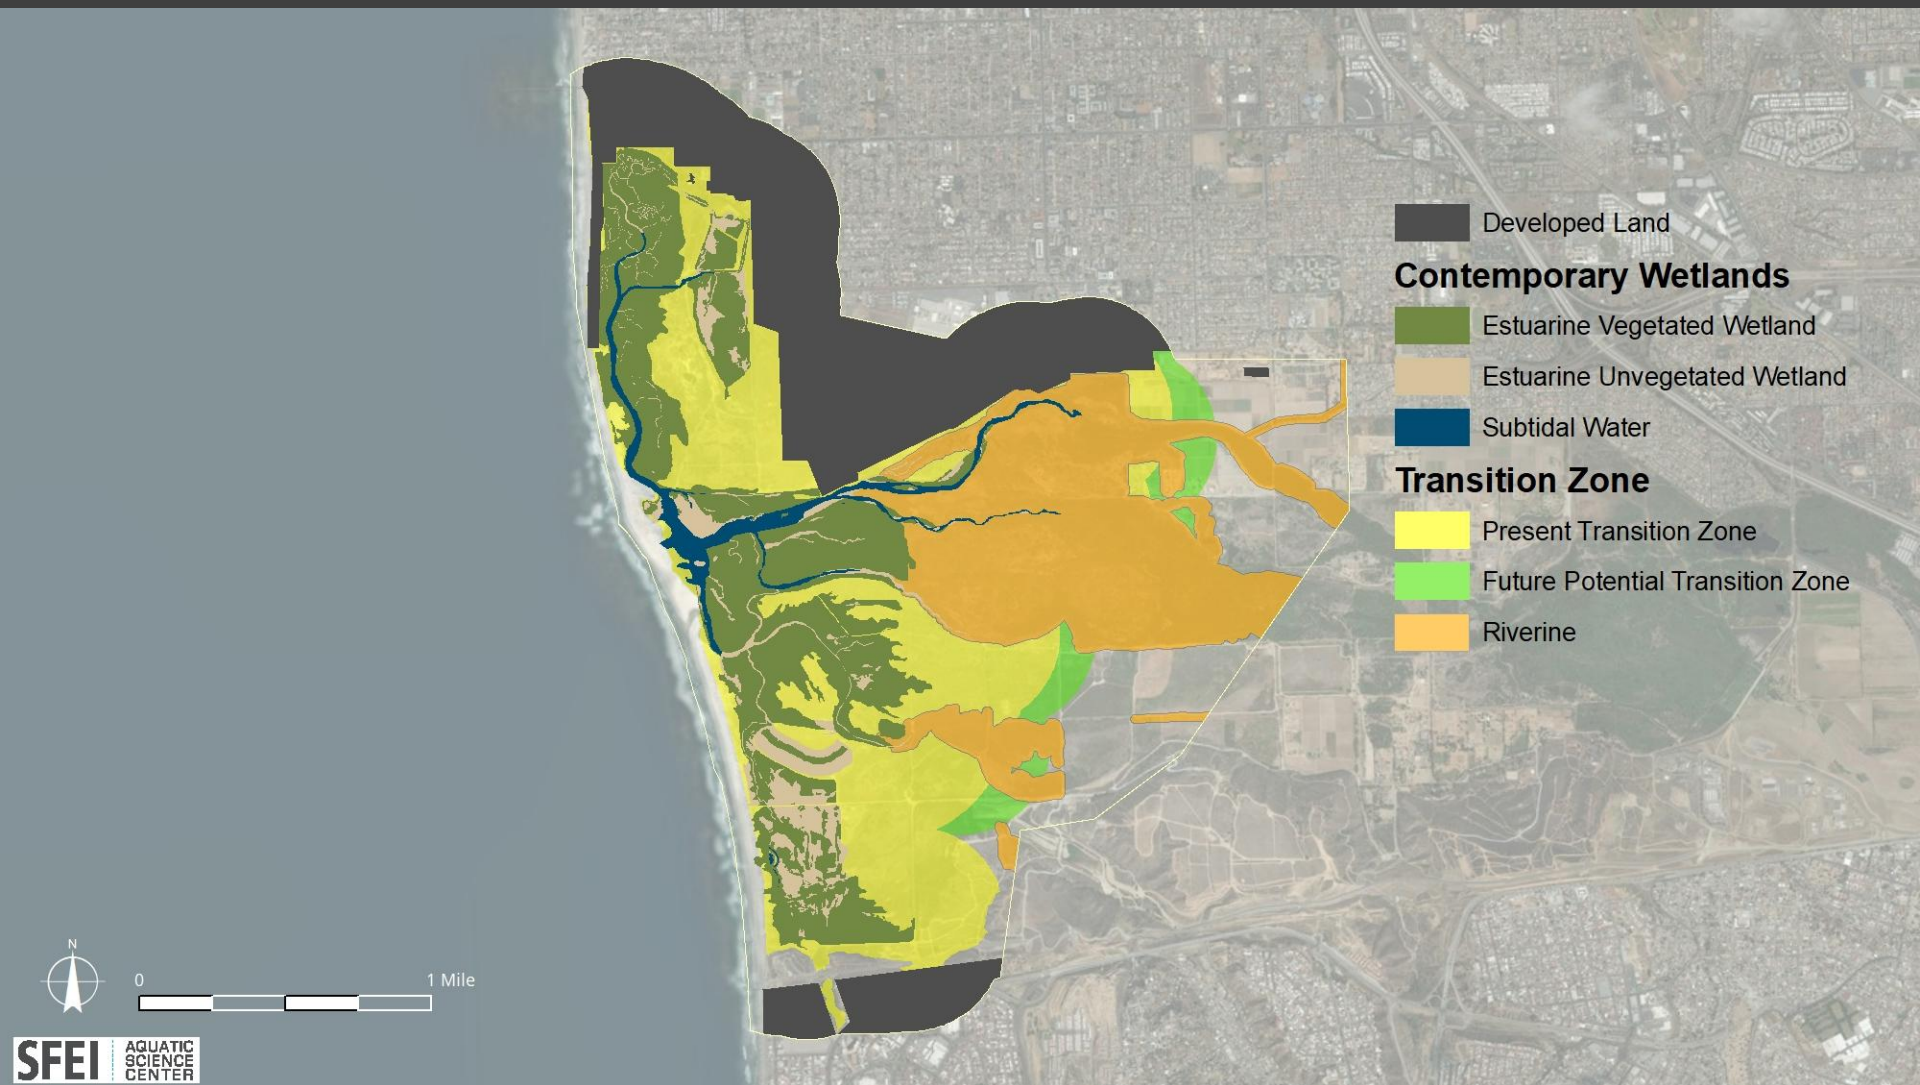 Developed Land
Contemporary Wetlands
Estuarine Vegetated Wetland
Estuarine Unvegetated Wetland
Subtidal Water
Transition Zone
Present Transition Zone
Future Potential Transition Zone
Riverine
N
0 1 Mile
SFEI AQUATIC
SCIENCE
CENTER